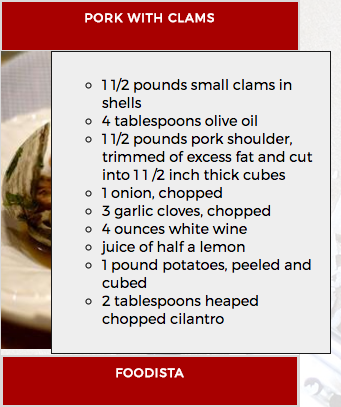 PORK WITH CLAMS
1 1/2 pounds small clams in
shells
4 tablespoons olive oil
1 1/2 pounds pork shoulder,
trimmed of excess fat and cut
into 1 1 /2 inch thick cubes
1 onion, chopped
3 garlic cloves, chopped
4 ounces white wine
juice of half a lemon
1 pound potatoes, peeled and
cubed
2 tablespoons heaped
chopped cilantro
FOODISTA